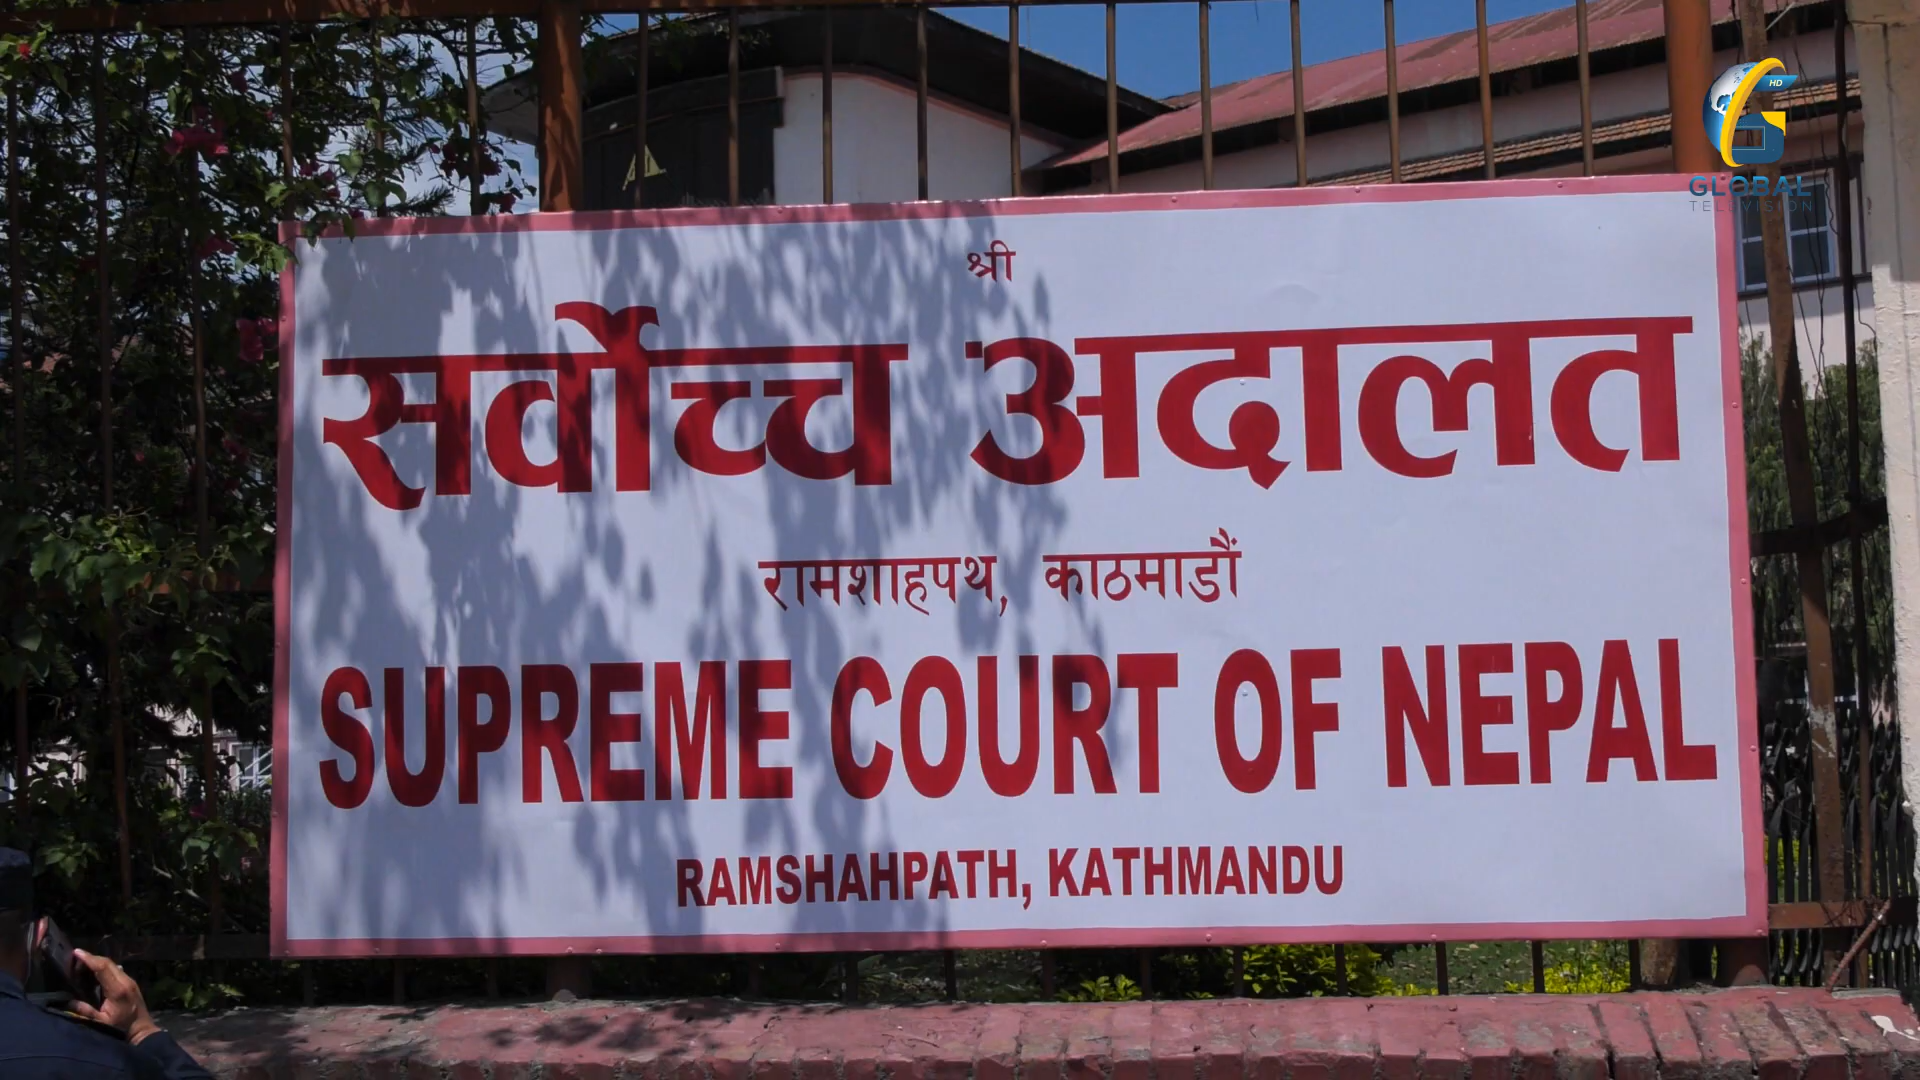 श्री
सर्वोच्च अदालत
रामशाहपथ, काठमाडौं
SUPREME COURT OF NEPAL
RAMSHAHPATH, KATHMANDU
HD
GLOBAL
TELEVISION